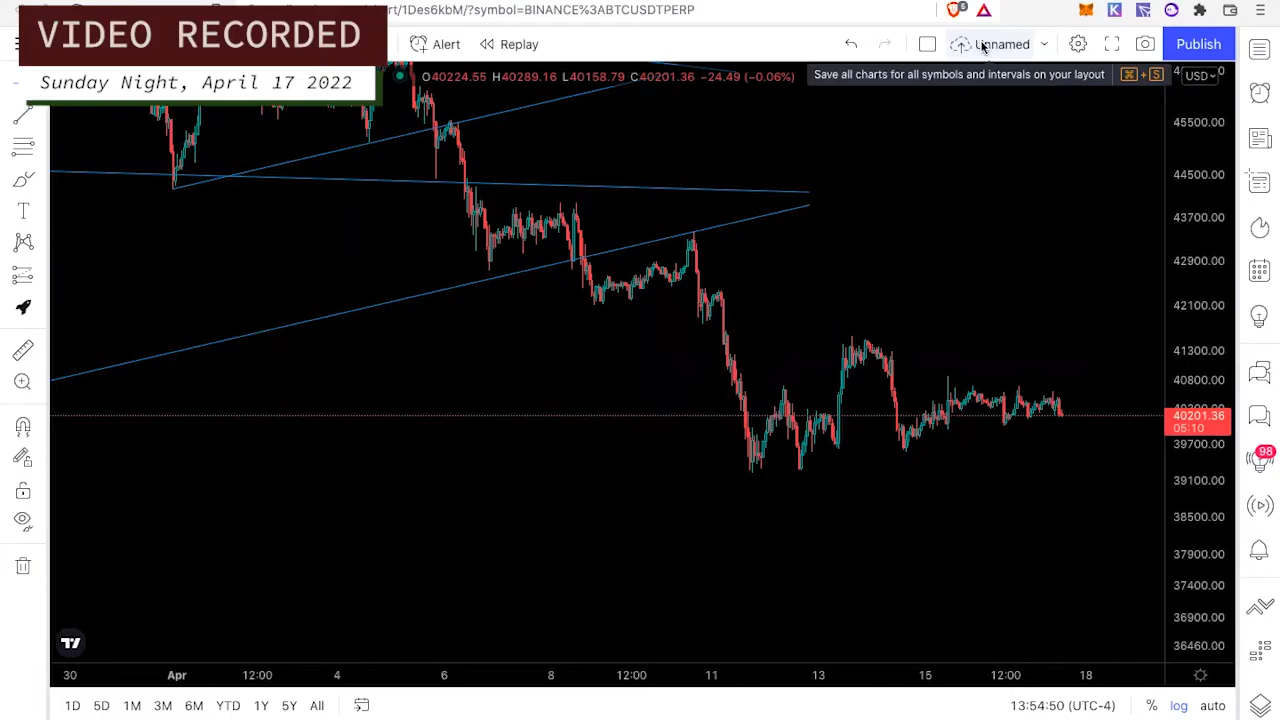 1Des6kbM/?symbol=BINANCE%3ABTCUSDTPERP
VIDEO RECORDED
Sunday Night, April 17 2022
Alert
Replay
Unnamed
Publish
O40224.55 H40289.16 L40158.79 C40201.36 −24.49 (−0.06%)
Save all charts for all symbols and intervals on your layout
⌘ + S
USD
45500.00
44500.00
43700.00
42900.00
42100.00
41300.00
40800.00
40201.36
05:10
39700.00
39100.00
38500.00
37900.00
37400.00
36900.00
36460.00
98
30 Apr 12:00 4 6 8 12:00 11 13 15 12:00 18
1D 5D 1M 3M 6M YTD 1Y 5Y All
13:54:50 (UTC-4)
% log auto